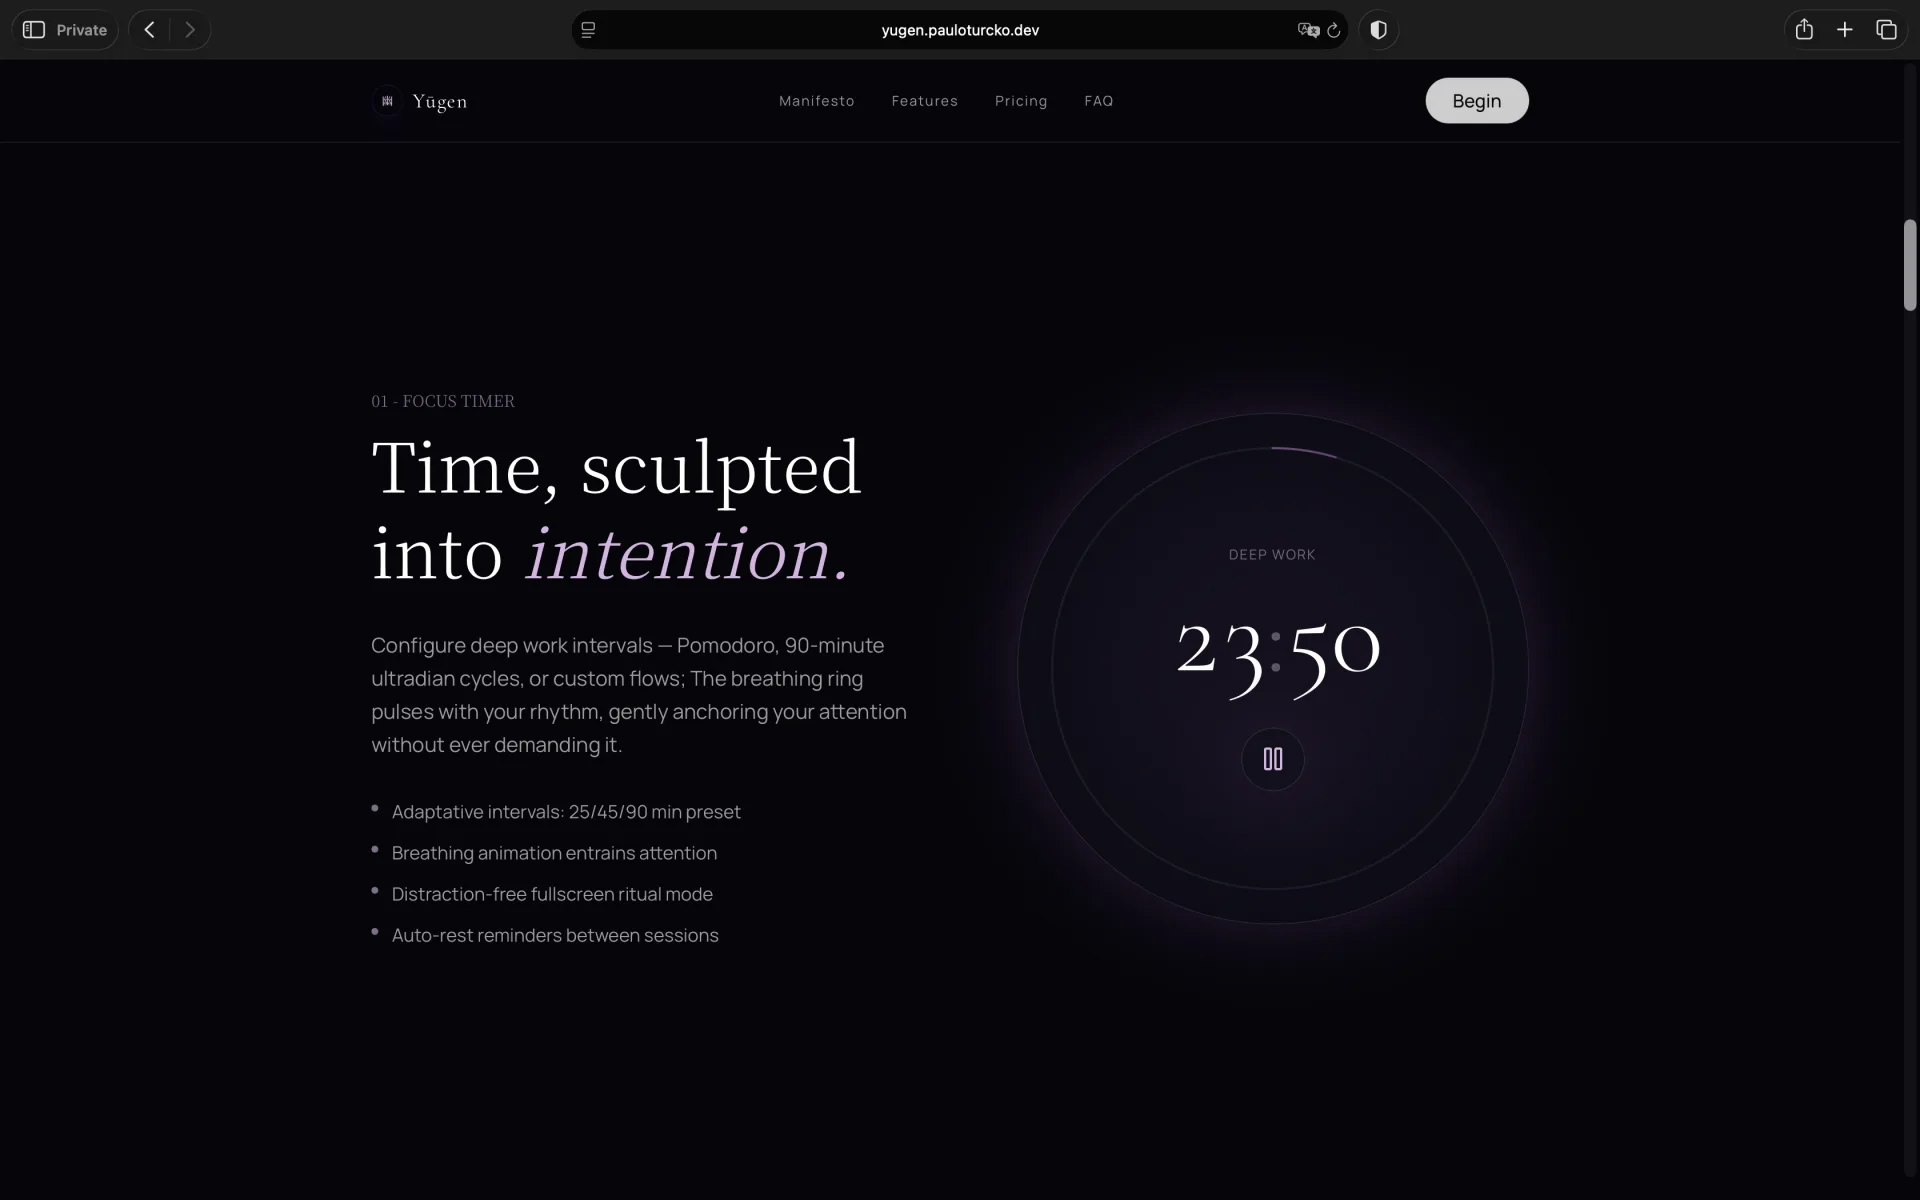 Private
yugen.pauloturcko.dev
Yūgen
Manifesto
Features
Pricing
FAQ
Begin
01 - FOCUS TIMER
Time, sculpted
into intention.
Configure deep work intervals — Pomodoro, 90-minute
ultradian cycles, or custom flows; The breathing ring
pulses with your rhythm, gently anchoring your attention
without ever demanding it.
Adaptative intervals: 25/45/90 min preset
Breathing animation entrains attention
Distraction-free fullscreen ritual mode
Auto-rest reminders between sessions
DEEP WORK
23:50